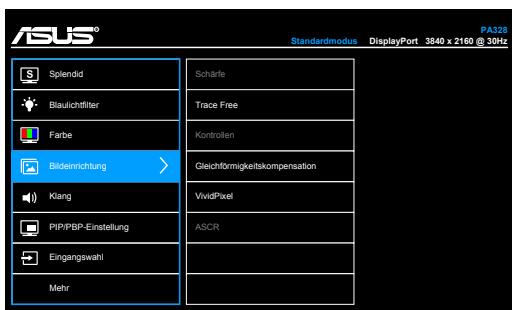 ASUS
PA328
Standardmodus DisplayPort 3840 x 2160 @ 30Hz
S Splendid
Blaulichtfilter
Farbe
Bildeinrichtung
Klang
PIP/PBP-Einstellung
Eingangswahl
Mehr
Schärfe
Trace Free
Kontrollen
Gleichförmigkeitskompensation
VividPixel
ASCR